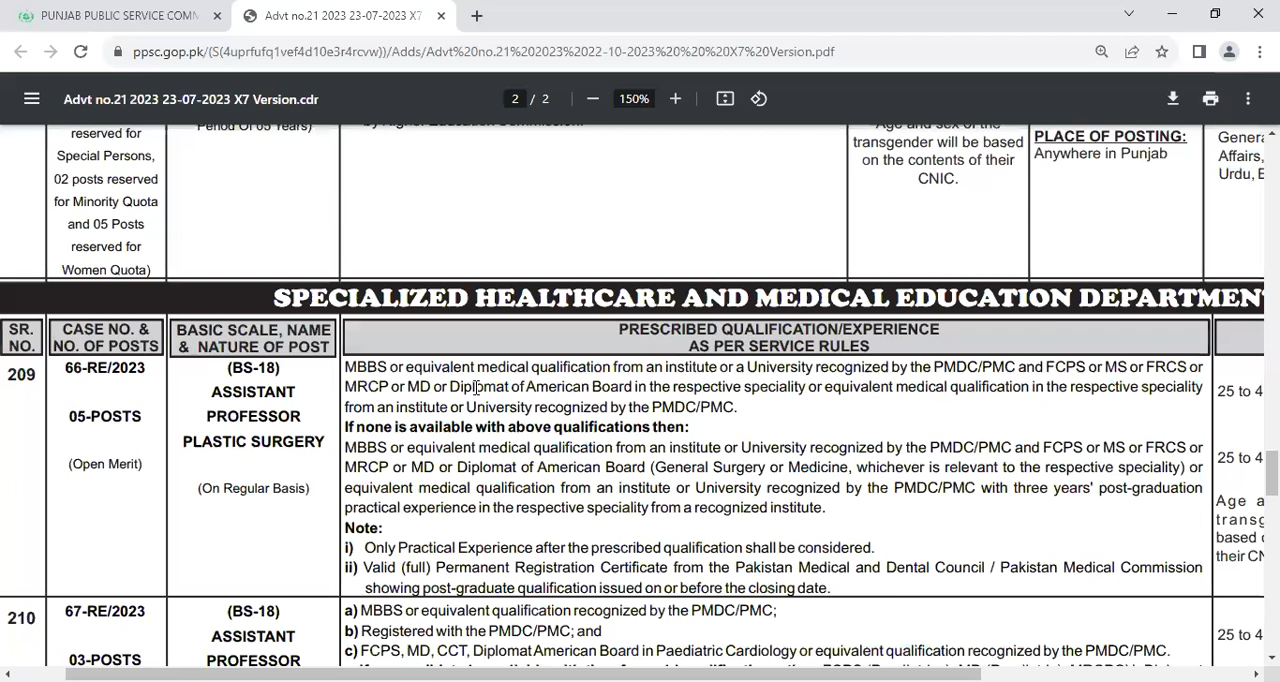 PUNJAB PUBLIC SERVICE COMM
Advt no.21 2023 23-07-2023 X7
ppsc.gop.pk/(S(4uprfufq1vef4d10e3r4rcvw))/Adds/Advt%20no.21%202023%2022-10-2023%20%20%20X7%20Version.pdf
Advt no.21 2023 23-07-2023 X7 Version.cdr
2 / 2
150%
reserved for
Special Persons,
02 posts reserved
for Minority Quota
and 05 Posts
reserved for
Women Quota)
Period Of 05 Years)
by Higher Education Commission.
Age and sex of the
transgender will be based
on the contents of their
CNIC.
PLACE OF POSTING:
Anywhere in Punjab
Genera
Affairs,
Urdu, E
SPECIALIZED HEALTHCARE AND MEDICAL EDUCATION DEPARTMEN
SR.
NO.
CASE NO. &
NO. OF POSTS
BASIC SCALE, NAME
& NATURE OF POST
PRESCRIBED QUALIFICATION/EXPERIENCE
AS PER SERVICE RULES
209
66-RE/2023
05-POSTS
(Open Merit)
(BS-18)
ASSISTANT
PROFESSOR
PLASTIC SURGERY
(On Regular Basis)
MBBS or equivalent medical qualification from an institute or a University recognized by the PMDC/PMC and FCPS or MS or FRCS or
MRCP or MD or Diplomat of American Board in the respective speciality or equivalent medical qualification in the respective speciality
from an institute or University recognized by the PMDC/PMC.
If none is available with above qualifications then:
MBBS or equivalent medical qualification from an institute or University recognized by the PMDC/PMC and FCPS or MS or FRCS or
MRCP or MD or Diplomat of American Board (General Surgery or Medicine, whichever is relevant to the respective speciality) or
equivalent medical qualification from an institute or University recognized by the PMDC/PMC with three years' post-graduation
practical experience in the respective speciality from a recognized institute.
Note:
i) Only Practical Experience after the prescribed qualification shall be considered.
ii) Valid (full) Permanent Registration Certificate from the Pakistan Medical and Dental Council / Pakistan Medical Commission
showing post-graduate qualification issued on or before the closing date.
25 to 4
25 to 4
Age a
transg
based o
their CN
210
67-RE/2023
03-POSTS
(BS-18)
ASSISTANT
PROFESSOR
a) MBBS or equivalent qualification recognized by the PMDC/PMC;
b) Registered with the PMDC/PMC; and
c) FCPS, MD, CCT, Diplomat American Board in Paediatric Cardiology or equivalent qualification recognized by the PMDC/PMC.
25 to 4